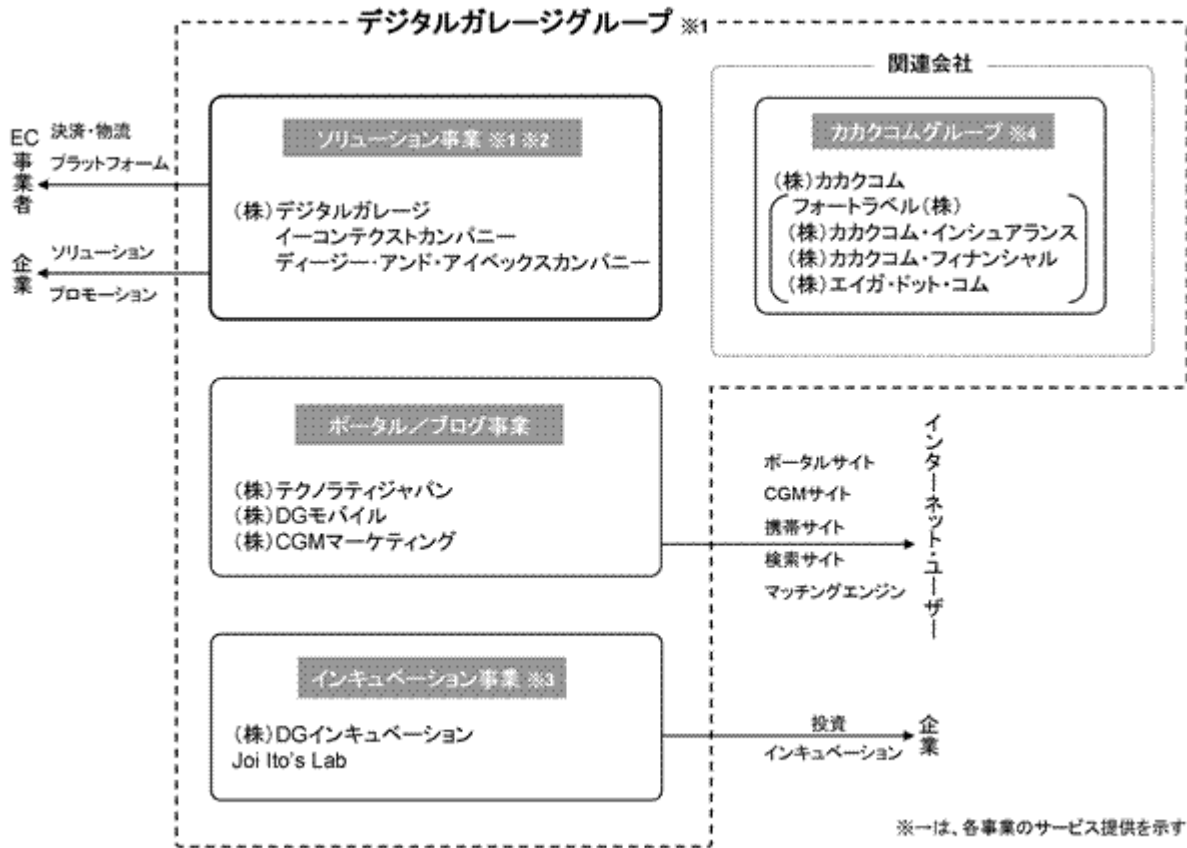 デジタルガレージグループ ※1
関連会社
ソリューション事業 ※1 ※2
(株)デジタルガレージ
イーコンテクストカンパニー
ディージー・アンド・アイベックスカンパニー
EC事業者
決済・物流
プラットフォーム
企業
ソリューション
プロモーション
カカクコムグループ ※4
(株)カカクコム
フォートラベル(株)
(株)カカクコム・インシュアランス
(株)カカクコム・フィナンシャル
(株)エイガ・ドット・コム
ポータル/ブログ事業
(株)テクノラティジャパン
(株)DGモバイル
(株)CGMマーケティング
ポータルサイト
CGMサイト
携帯サイト
検索サイト
マッチングエンジン
インターネット・ユーザー
インキュベーション事業 ※3
(株)DGインキュベーション
Joi Ito's Lab
投資
インキュベーション
企業
※→は、各事業のサービス提供を示す